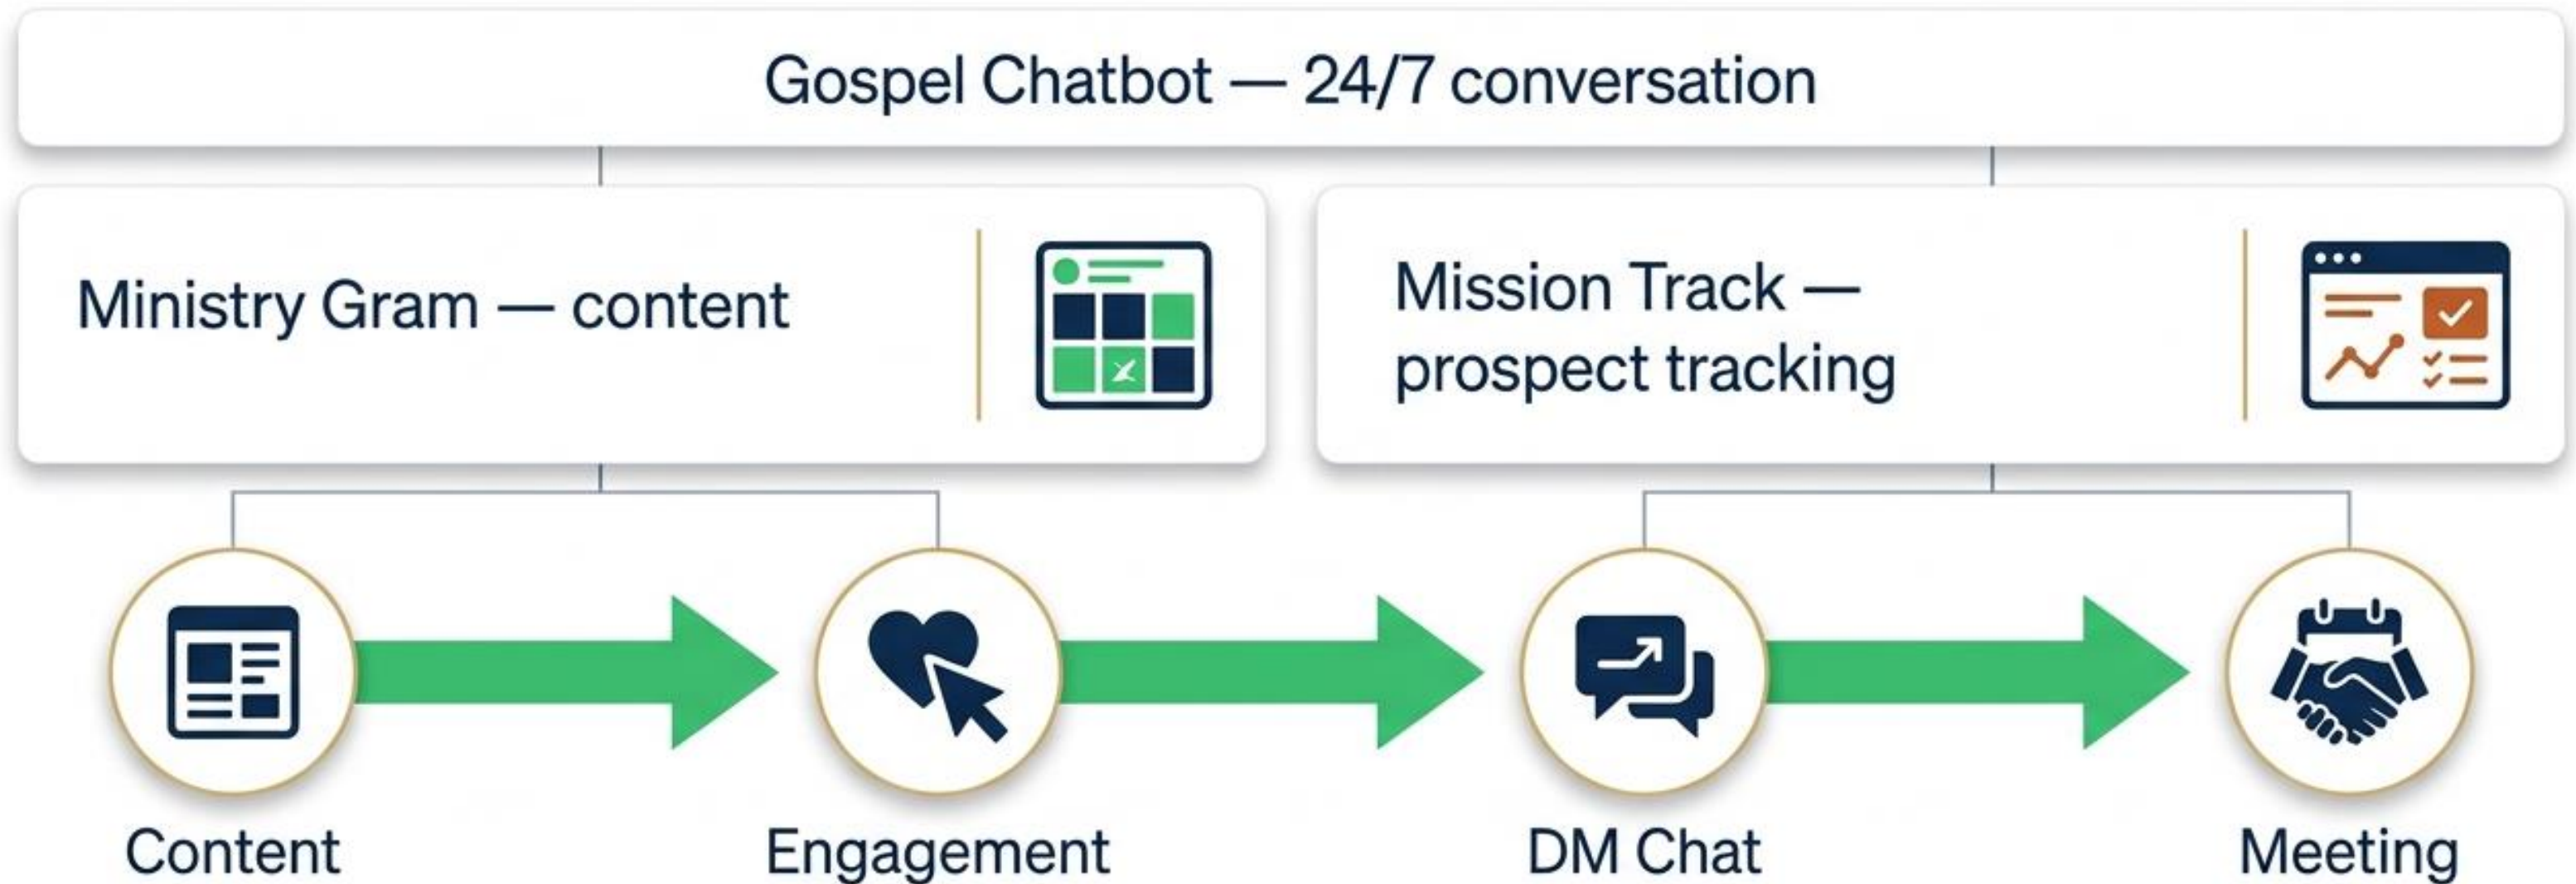 Gospel Chatbot — 24/7 conversation
Ministry Gram — content
Mission Track —
prospect tracking
Content
Engagement
DM Chat
Meeting